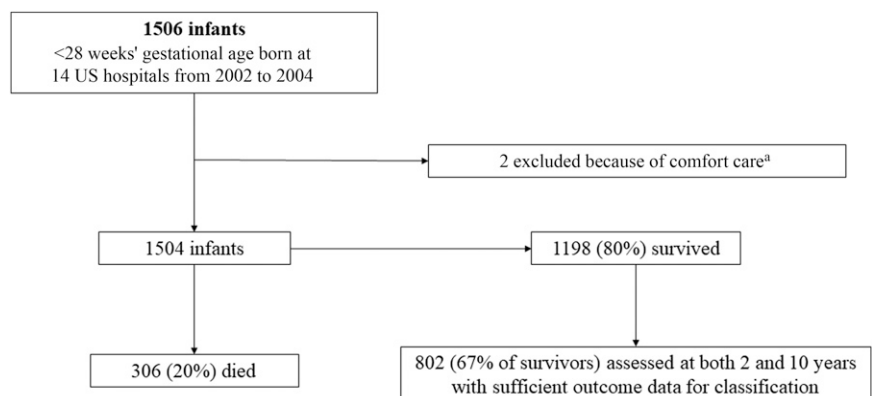 1506 infants
<28 weeks' gestational age born at
14 US hospitals from 2002 to 2004
2 excluded because of comfort careᵃ
1504 infants
1198 (80%) survived
306 (20%) died
802 (67% of survivors) assessed at both 2 and 10 years
with sufficient outcome data for classification